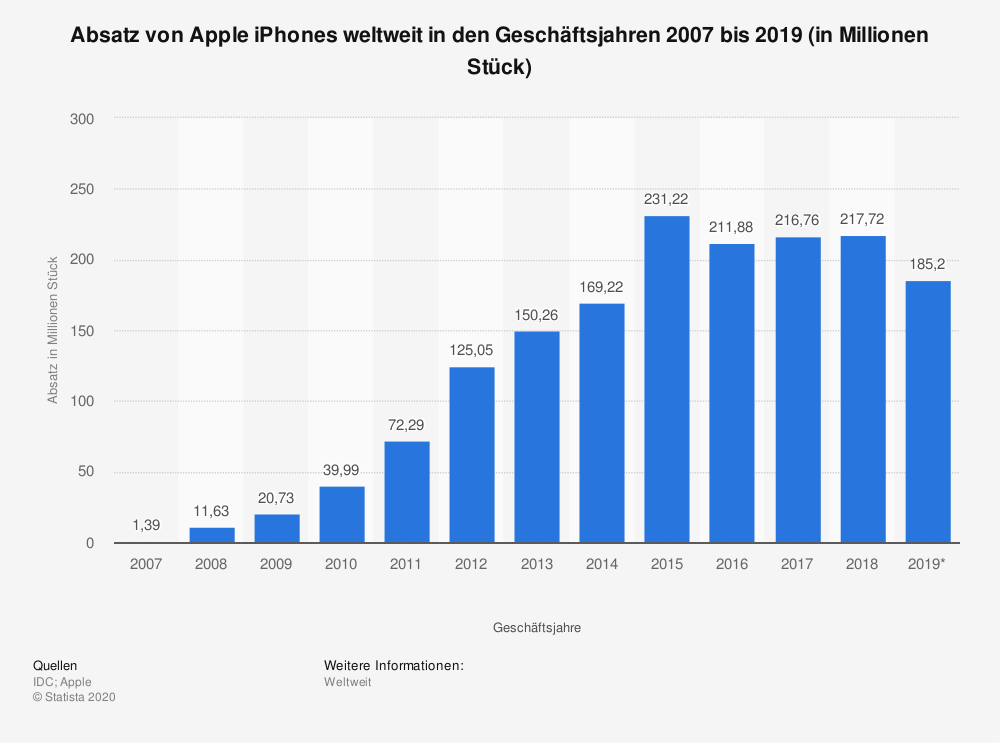 Absatz von Apple iPhones weltweit in den Geschäftsjahren 2007 bis 2019 (in Millionen
Stück)
Absatz in Millionen Stück
300
250
200
150
100
50
0
1,39
11,63
20,73
39,99
72,29
125,05
150,26
169,22
231,22
211,88
216,76
217,72
185,2
2007 2008 2009 2010 2011 2012 2013 2014 2015 2016 2017 2018 2019*
Geschäftsjahre
Quellen
IDC; Apple
© Statista 2020
Weitere Informationen:
Weltweit